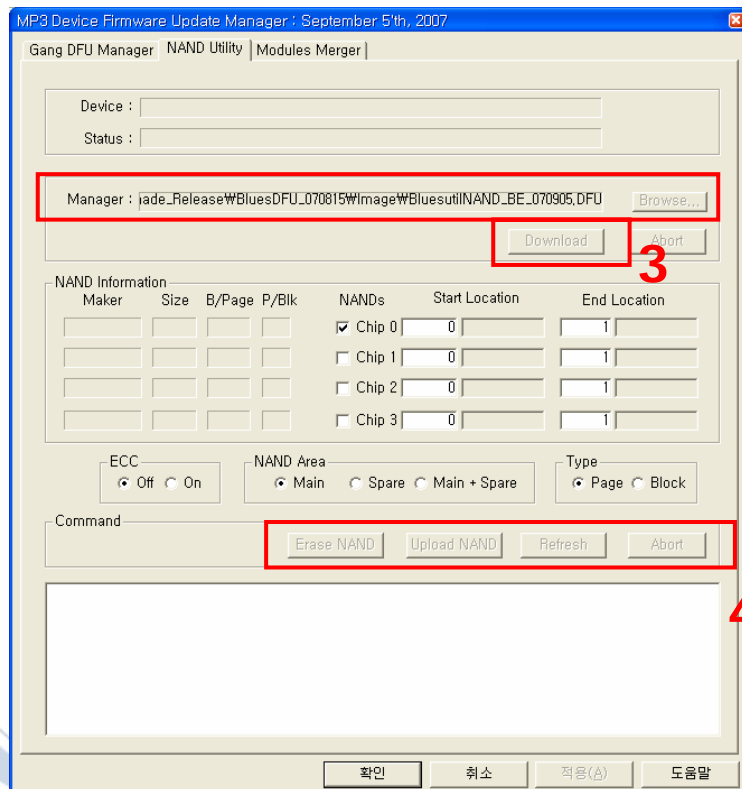 MP3 Device Firmware Update Manager : September 5'th, 2007
Gang DFU Manager NAND Utility Modules Merger
Device :
Status :
Manager : ade_Release₩BluesDFU_070815₩Image₩BluesutilNAND_BE_070905.DFU Browse...
Download Abort
3
NAND Information
Maker Size B/Page P/Blk NANDs Start Location End Location
Chip 0 0 1
Chip 1 0 1
Chip 2 0 1
Chip 3 0 1
ECC NAND Area Type
Off On Main Spare Main + Spare Page Block
Command
Erase NAND Upload NAND Refresh Abort
4
확인 취소 적용(A) 도움말